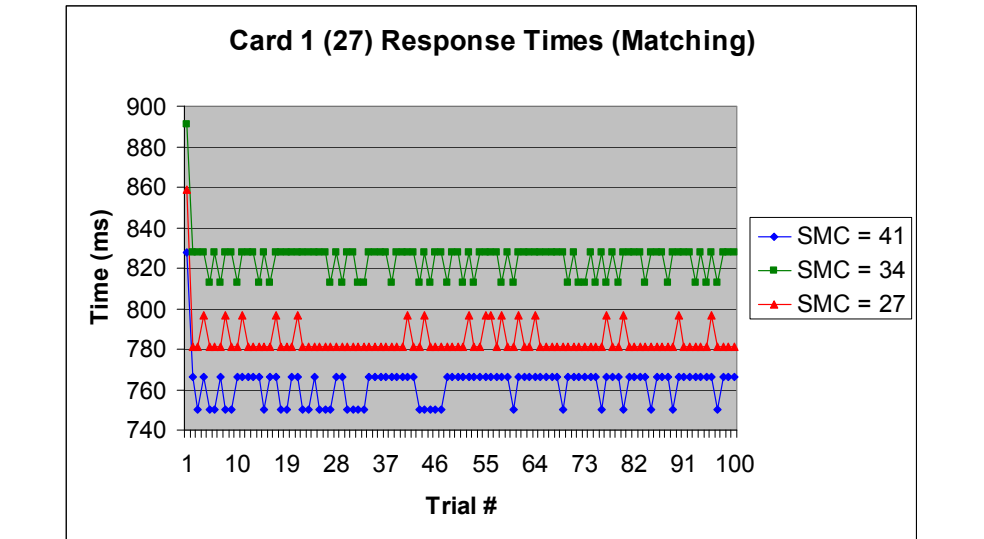 Card 1 (27) Response Times (Matching)
900
880
860
840
820
800
780
760
740
Time (ms)
1 10 19 28 37 46 55 64 73 82 91 100
Trial #
SMC = 41
SMC = 34
SMC = 27